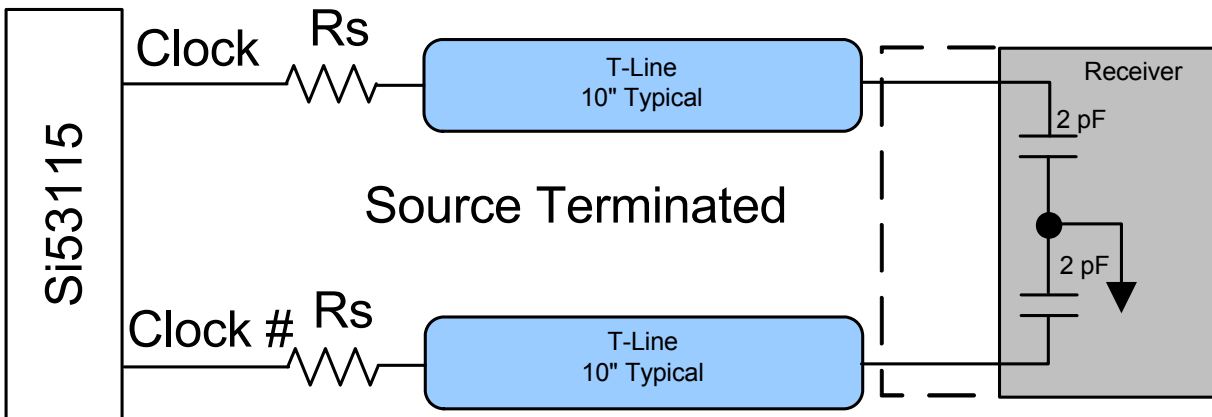 Si53115
Clock
Rs
T-Line
10" Typical
Receiver
2 pF
Source Terminated
2 pF
Clock #
Rs
T-Line
10" Typical